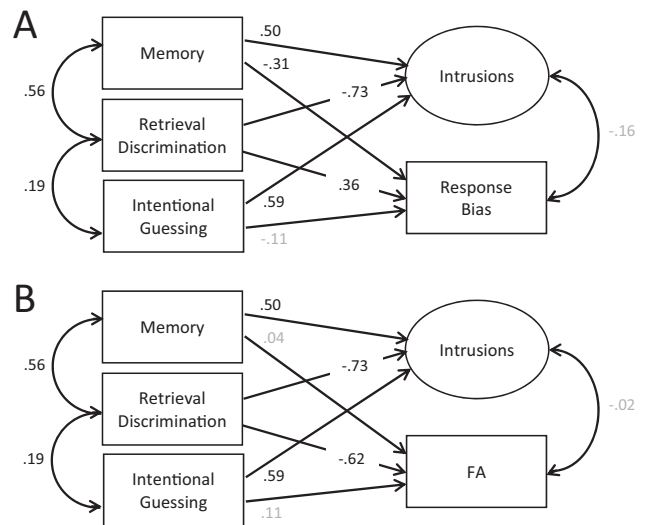 A
Memory
.50
-.31
Intrusions
.56
-.73
-.16
Retrieval
Discrimination
.36
Response
Bias
.19
Intentional
Guessing
.59
-.11
B
Memory
.50
.04
Intrusions
.56
-.73
-.02
Retrieval
Discrimination
-.62
FA
.19
Intentional
Guessing
.59
.11